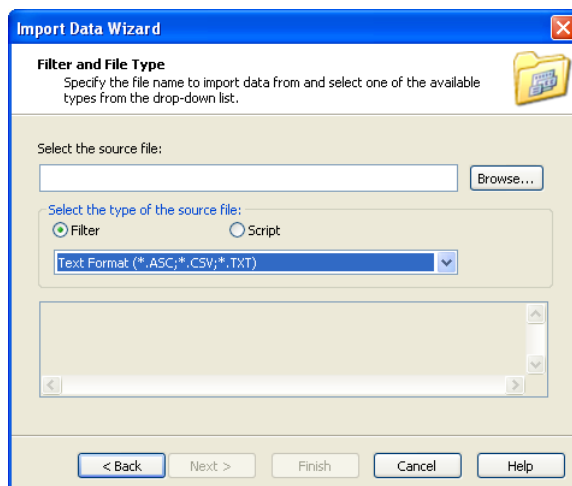 Import Data Wizard
Filter and File Type
Specify the file name to import data from and select one of the available
types from the drop-down list.
Select the source file:
Browse...
Select the type of the source file:
Filter
Script
Text Format (*.ASC;*.CSV;*.TXT)
< Back
Next >
Finish
Cancel
Help